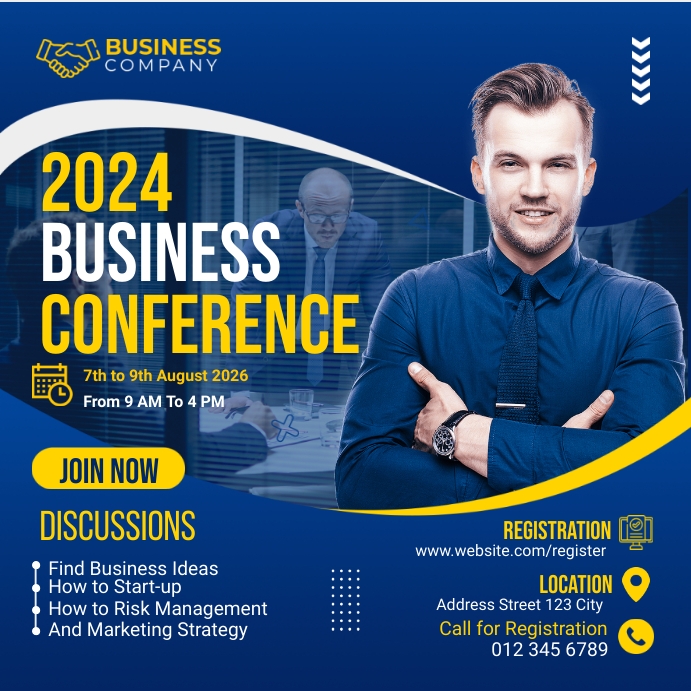 BUSINESS
COMPANY
2024
BUSINESS
CONFERENCE
7th to 9th August 2026
From 9 AM To 4 PM
JOIN NOW
DISCUSSIONS
Find Business Ideas
How to Start-up
How to Risk Management
And Marketing Strategy
REGISTRATION
www.website.com/register
LOCATION
Address Street 123 City
Call for Registration
012 345 6789